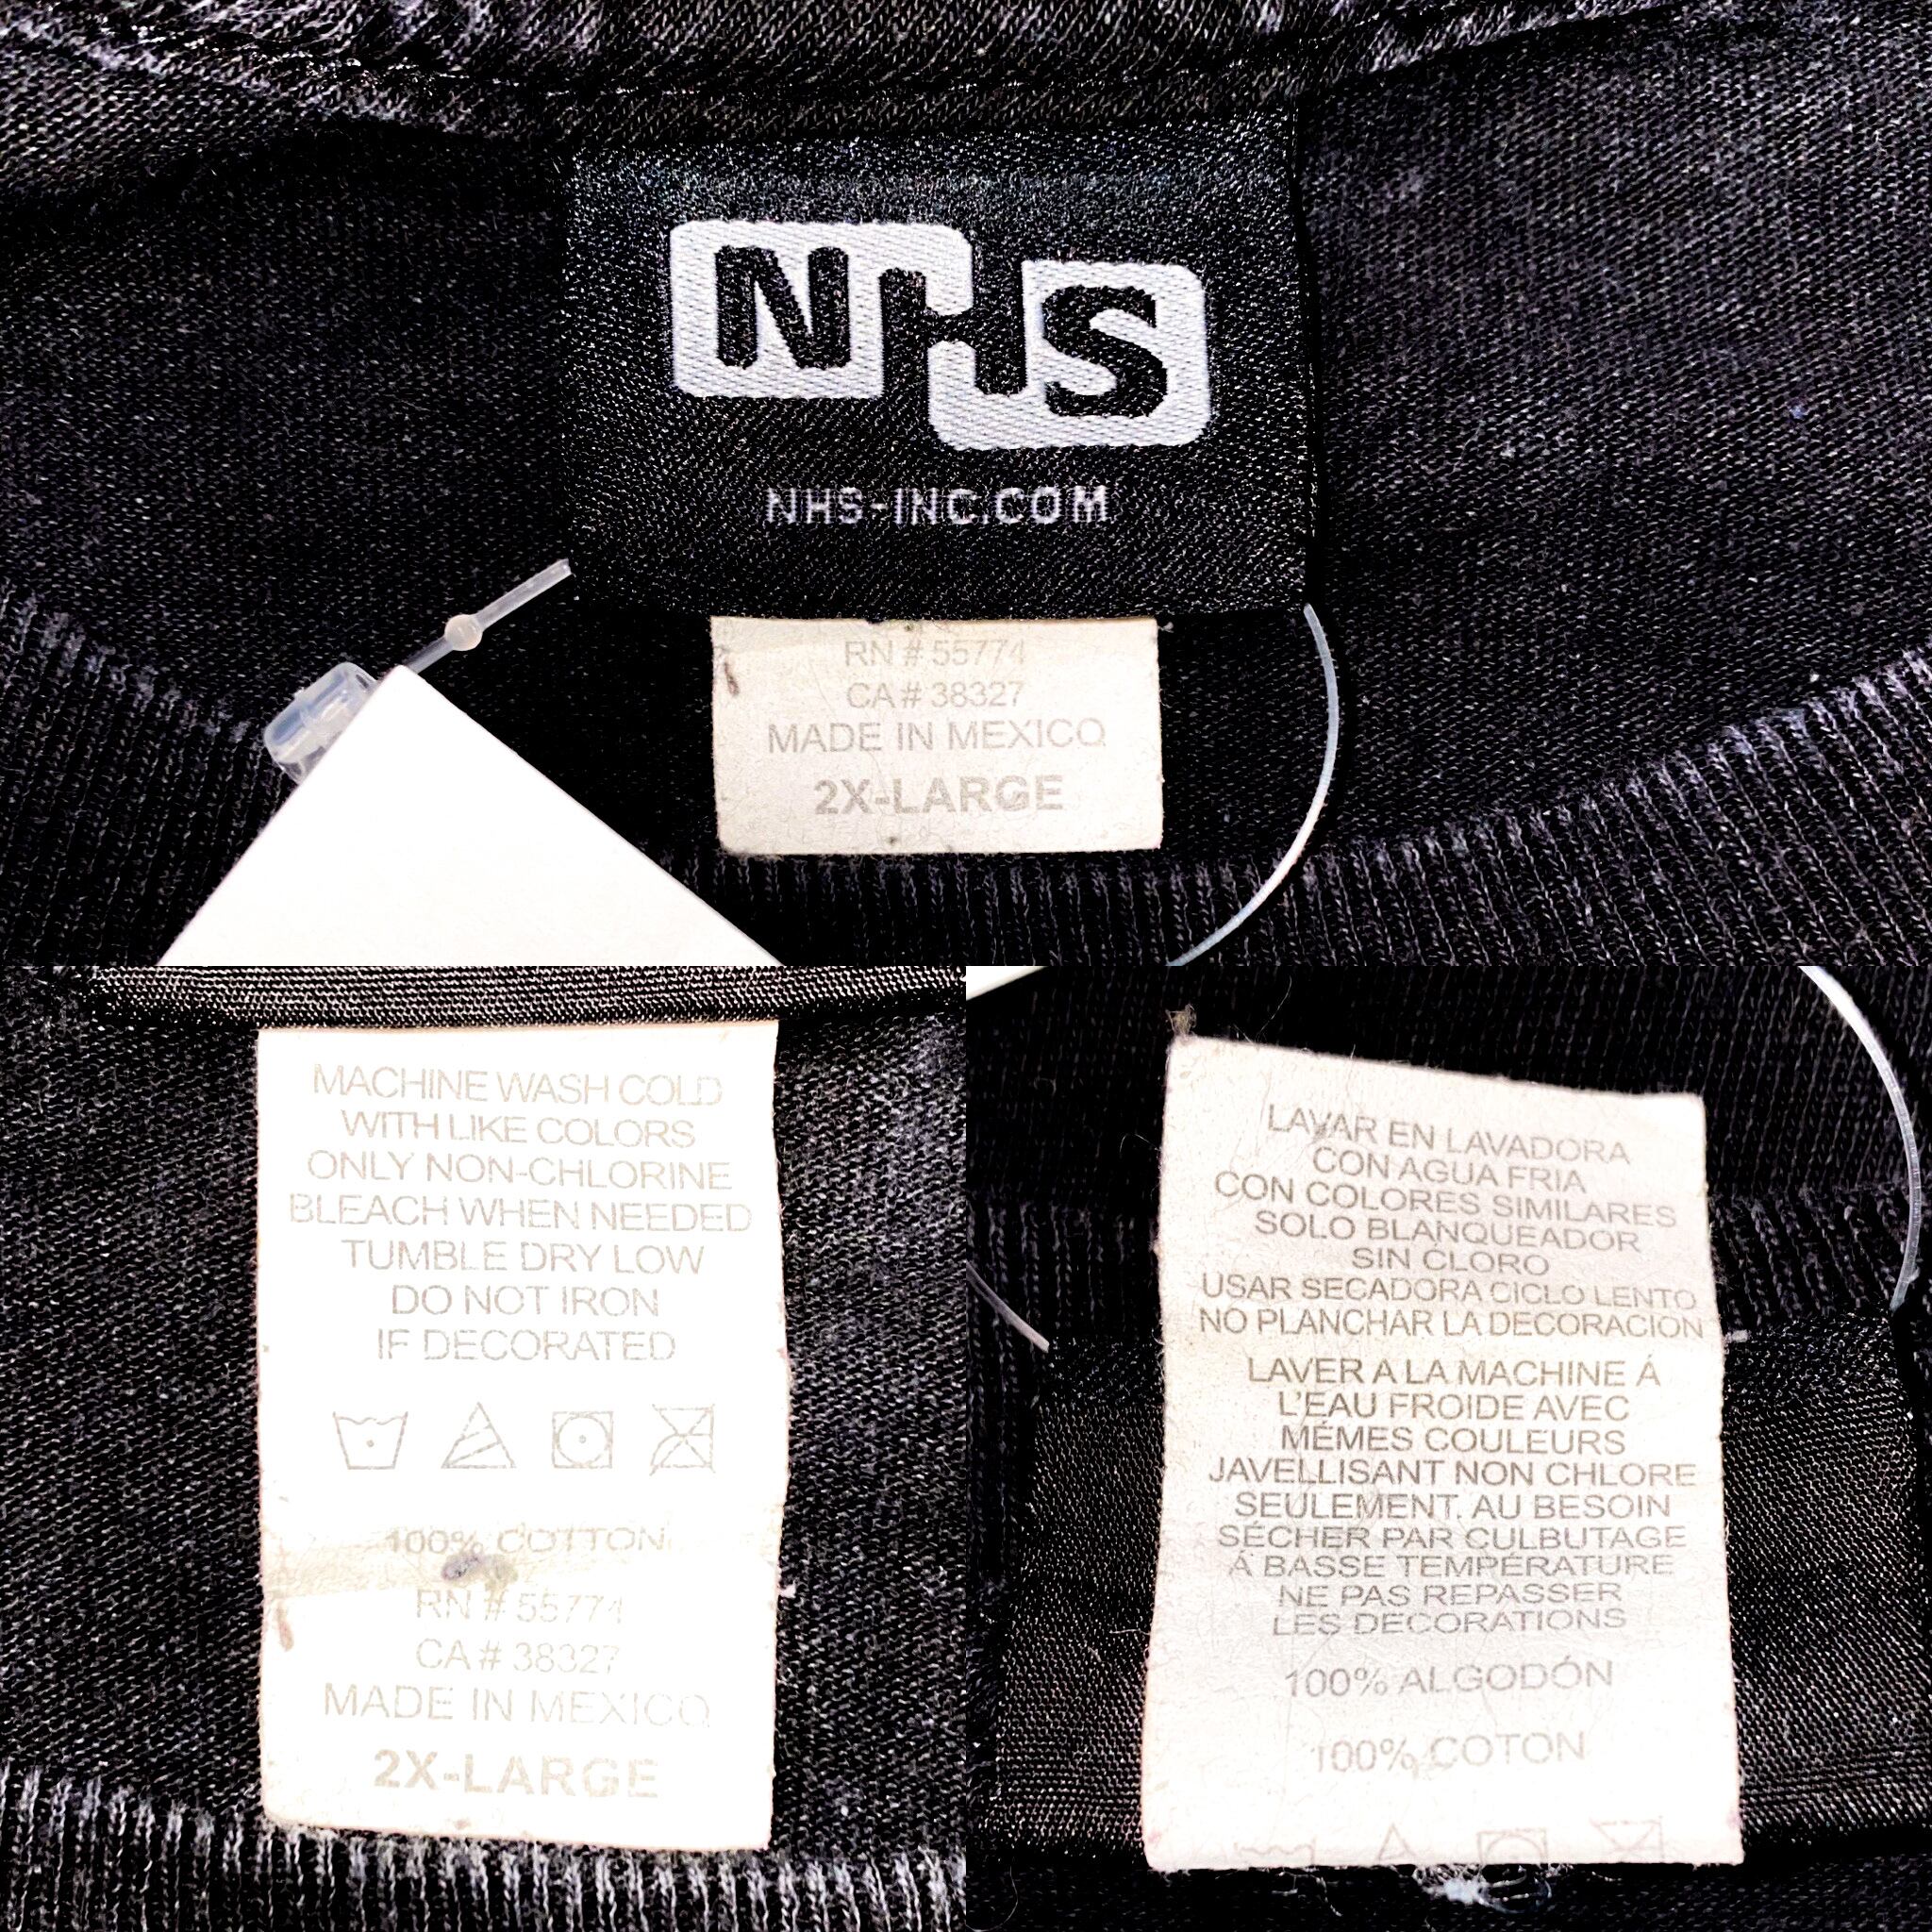 NHS
NHS-INC.COM
RN # 55774
CA # 38327
MADE IN MEXICO
2X-LARGE
MACHINE WASH COLD
WITH LIKE COLORS
ONLY NON-CHLORINE
BLEACH WHEN NEEDED
TUMBLE DRY LOW
DO NOT IRON
IF DECORATED
100% COTTON
RN # 55774
CA # 38327
MADE IN MEXICO
2X-LARGE
LAVAR EN LAVADORA
CON AGUA FRIA
CON COLORES SIMILARES
SOLO BLANQUEADOR
SIN CLORO
USAR SECADORA CICLO LENTO
NO PLANCHAR LA DECORACION
LAVER A LA MACHINE Á
L'EAU FROIDE AVEC
MÉMES COULEURS
JAVELLISANT NON CHLORE
SEULEMENT. AU BESOIN
SÉCHER PAR CULBUTAGE
Á BASSE TEMPÉRATURE
NE PAS REPASSER
LES DECORATIONS
100% ALGODÓN
100% COTON